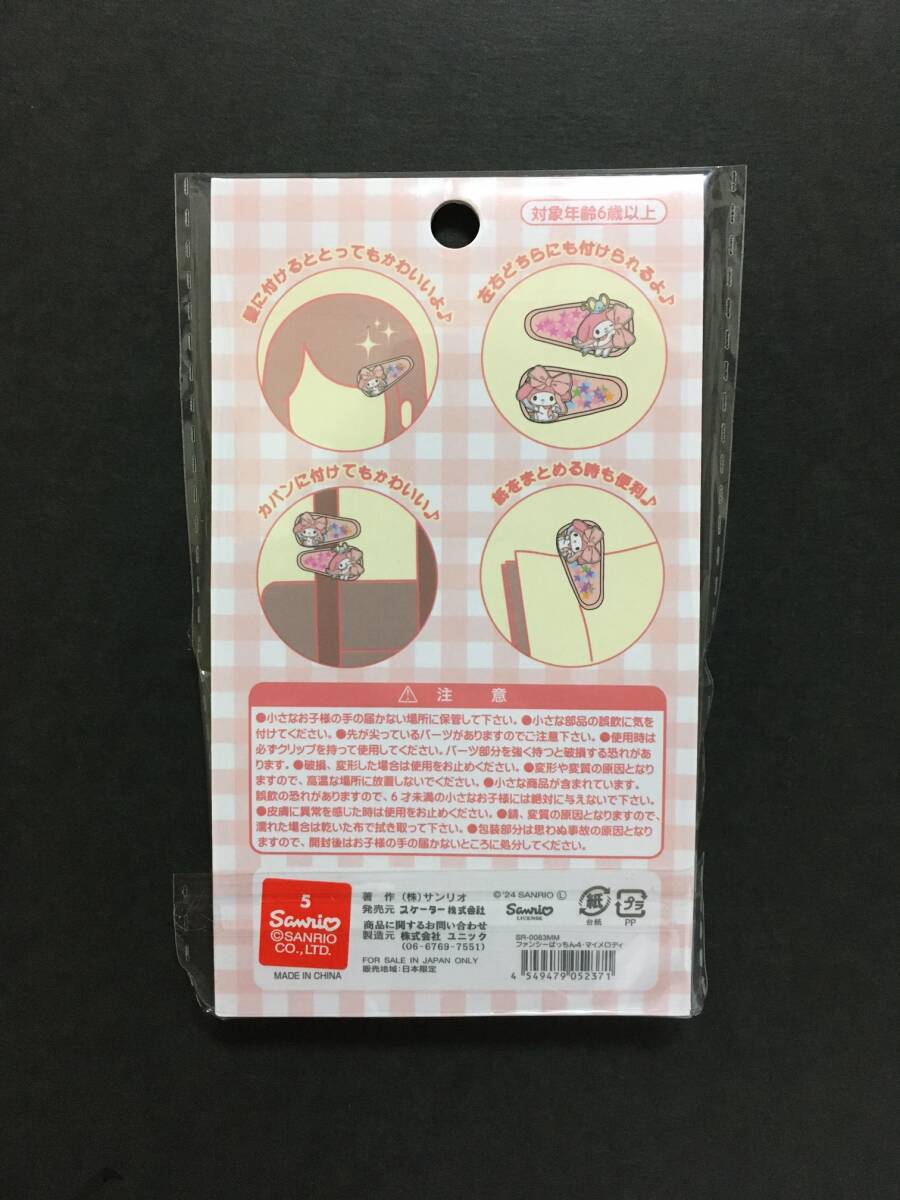 対象年齢6歳以上
髪に付けるととってもかわいいよ♪
左右どちらにも付けられるよ♪
カバンに付けてもかわいい♪
紙をまとめる時も便利♪
⚠ 注 意
●小さなお子様の手の届かない場所に保管して下さい。●小さな部品の誤飲に気を
付けてください。●先が尖っているパーツがありますのでご注意下さい。●使用時は
必ずクリップを持って使用してください。パーツ部分を強く持つと破損する恐れがあ
ります。●破損、変形した場合は使用をお止めください。●変形や変質の原因となり
ますので、高温な場所に放置しないでください。●小さな商品が含まれています。
誤飲の恐れがありますので、6才未満の小さなお子様には絶対に与えないで下さい。
●皮膚に異常を感じた時は使用をお止めください。●錆、変質の原因となりますので、
濡れた場合は乾いた布で拭き取って下さい。●包装部分は思わぬ事故の原因となり
ますので、開封後はお子様の手の届かないところに処分してください。
5
Sanrio
©SANRIO
CO.,LTD.
MADE IN CHINA
著 作 (株)サンリオ
発売元 スケーター株式会社
商品に関するお問い合わせ
製造元 株式会社 ユニック
(06-6769-7551)
FOR SALE IN JAPAN ONLY
販売地域:日本限定
©'24 SANRIO Ⓛ
Sanrio
LICENSE
紙
台紙
プラ
PP
SR-0083MM
ファンシーぱっちん4・マイメロディ
4 549479 052371